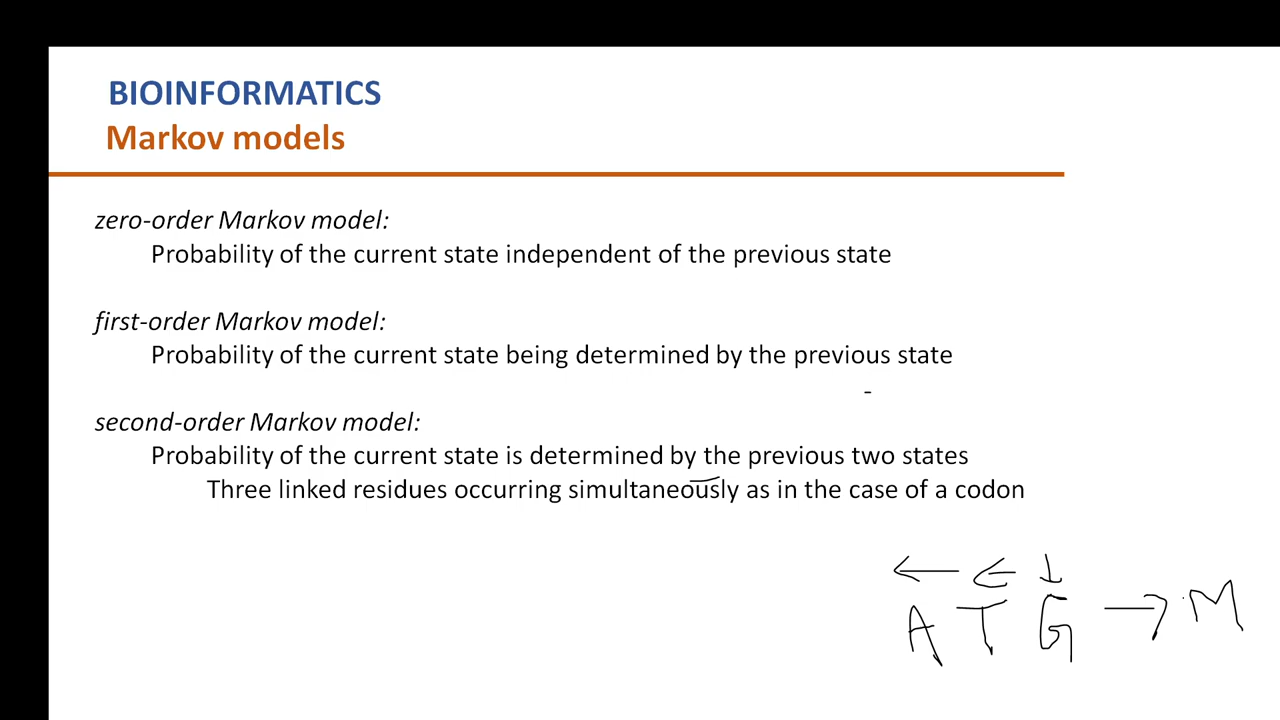 BIOINFORMATICS
Markov models
zero-order Markov model:
Probability of the current state independent of the previous state
first-order Markov model:
Probability of the current state being determined by the previous state
second-order Markov model:
Probability of the current state is determined by the previous two states
Three linked residues occurring simultaneously as in the case of a codon
← ← ↓
A T G → M